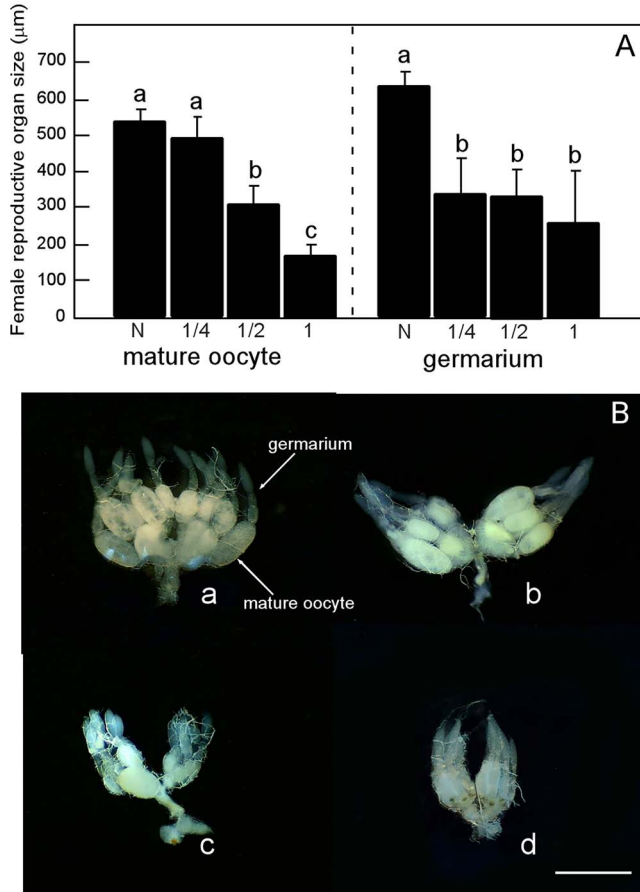 Female reproductive organ size (µm)
A
700
600
500
400
300
200
100
0
a
a
b
c
a
b
b
b
N 1/4 1/2 1 N 1/4 1/2 1
mature oocyte germarium
B
germarium
mature oocyte
a
b
c
d